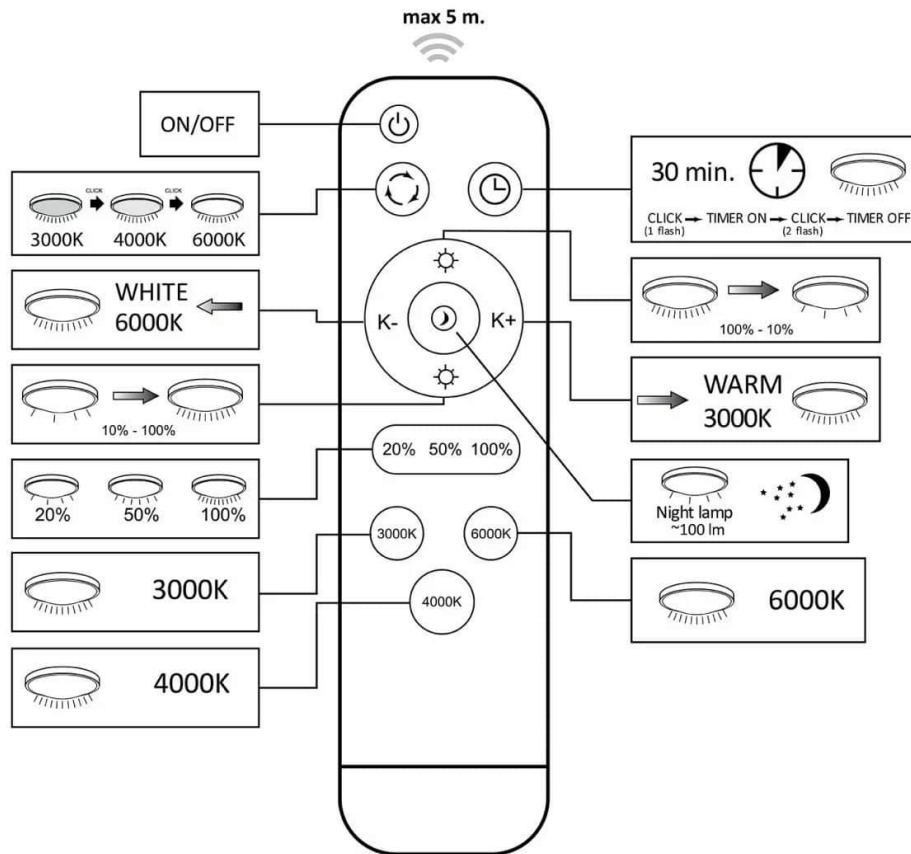 max 5 m.
ON/OFF
CLICK CLICK
3000K 4000K 6000K
30 min.
CLICK TIMER ON CLICK TIMER OFF
(1 flash) (2 flash)
WHITE
6000K
K- K+
100% - 10%
10% - 100%
WARM
3000K
20% 50% 100%
20% 50% 100%
Night lamp
~100 lm
3000K 6000K
3000K
4000K
6000K
4000K